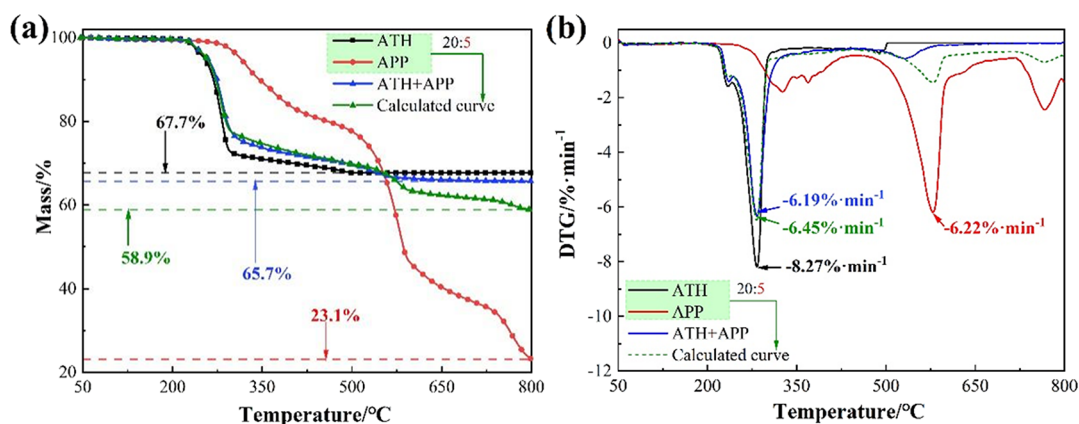 (a)
100
80
60
40
20
Mass/%
50
200
350
500
650
800
Temperature/°C
ATH
20:5
APP
ATH+APP
Calculated curve
67.7%
58.9%
65.7%
23.1%
(b)
0
-2
-4
-6
-8
-10
-12
DTG/%·min⁻¹
50
200
350
500
650
800
Temperature/°C
-6.19%·min⁻¹
-6.45%·min⁻¹
-6.22%·min⁻¹
-8.27%·min⁻¹
ATH
20:5
APP
ATH+APP
Calculated curve